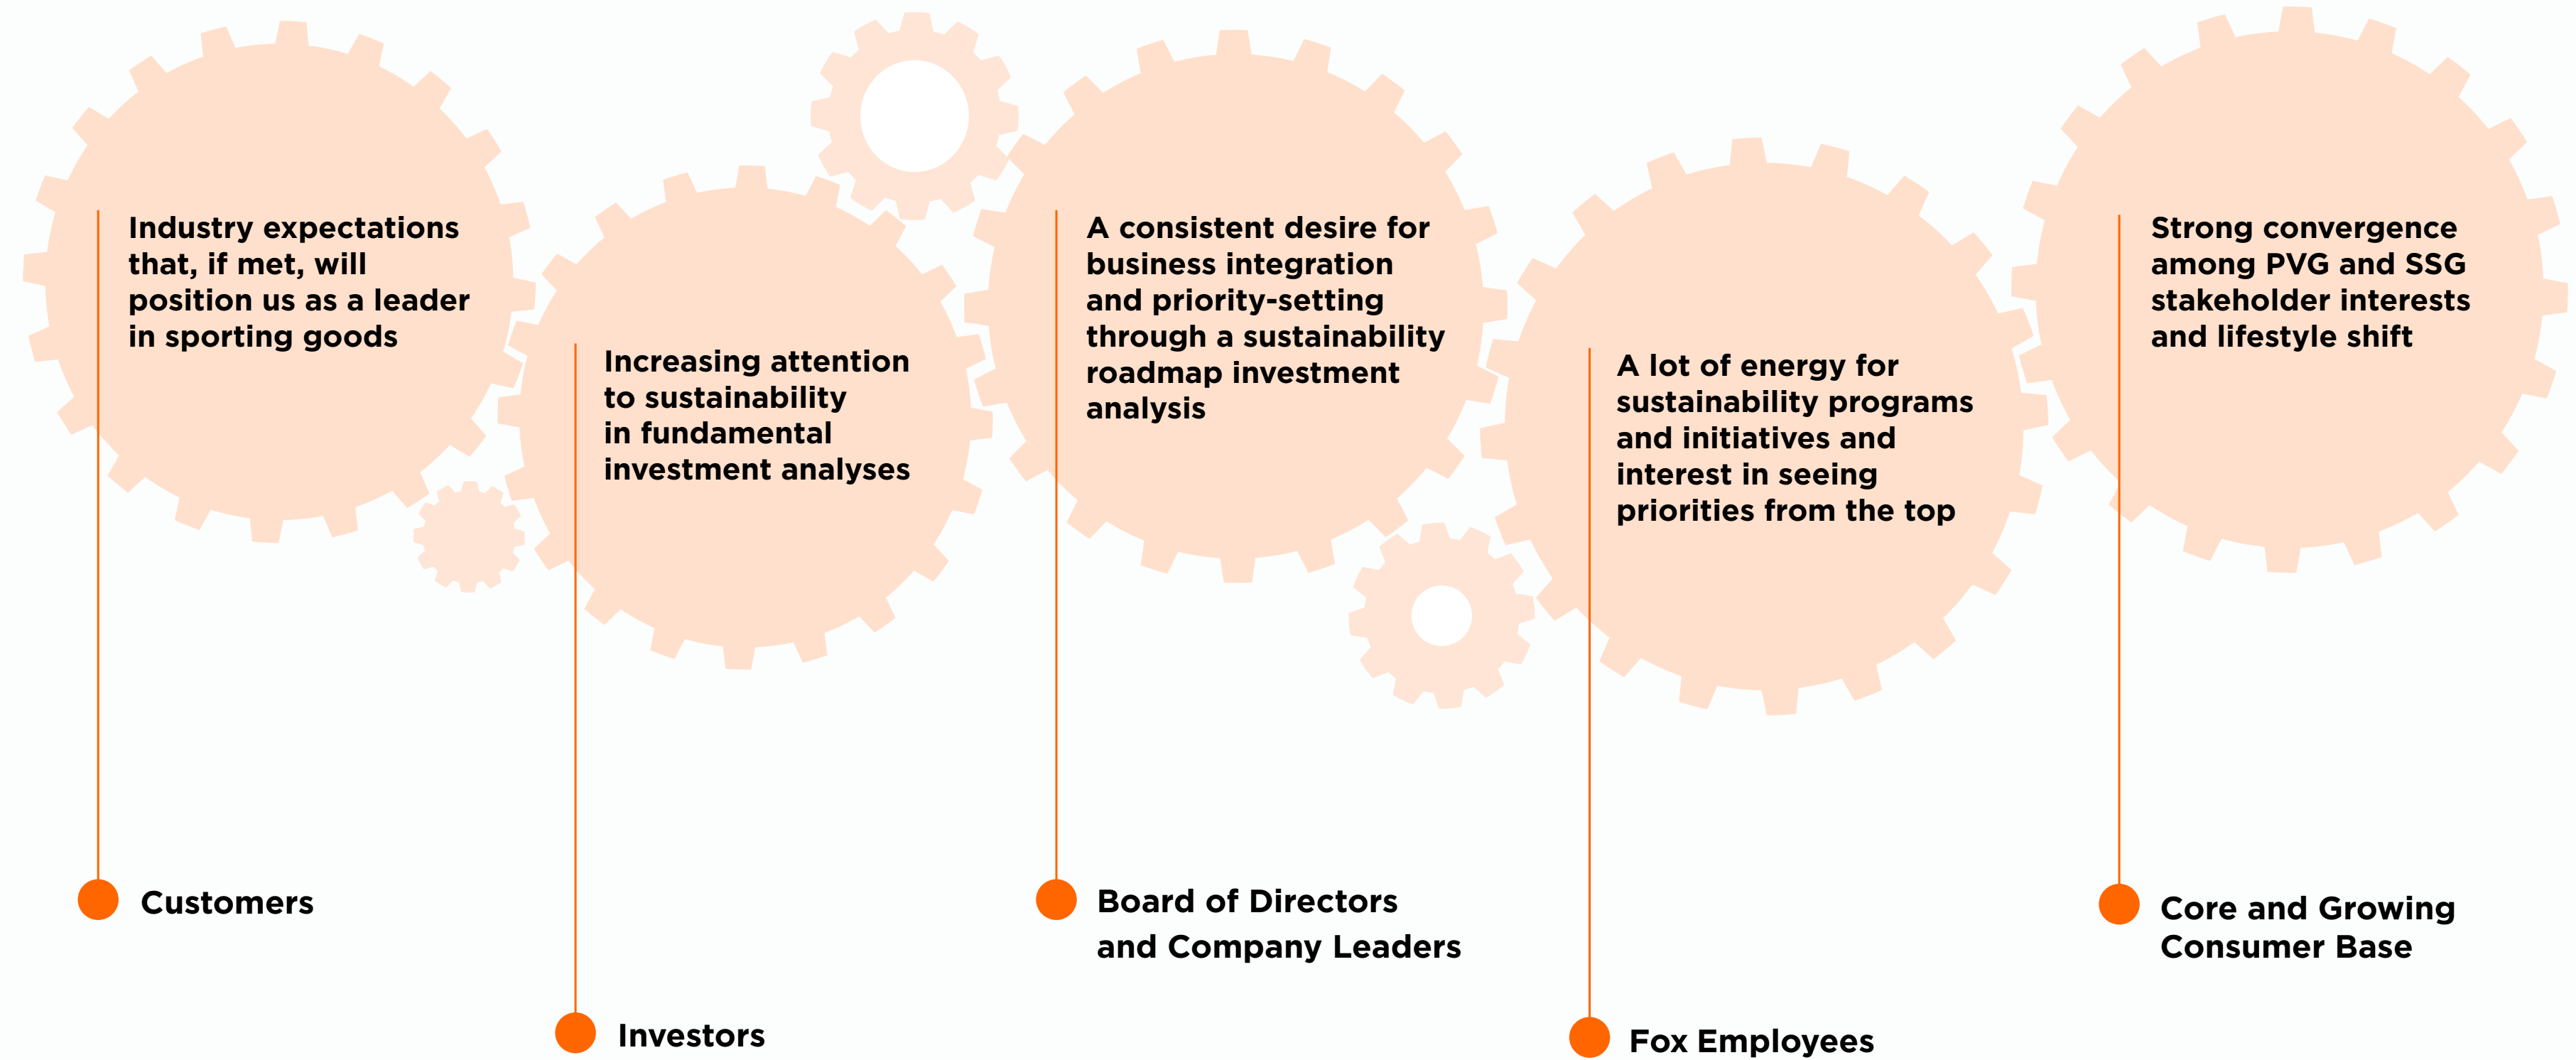 Industry expectations
that, if met, will
position us as a leader
in sporting goods
Customers
Increasing attention
to sustainability
in fundamental
investment analyses
Investors
A consistent desire for
business integration
and priority-setting
through a sustainability
roadmap investment
analysis
Board of Directors
and Company Leaders
A lot of energy for
sustainability programs
and initiatives and
interest in seeing
priorities from the top
Fox Employees
Strong convergence
among PVG and SSG
stakeholder interests
and lifestyle shift
Core and Growing
Consumer Base